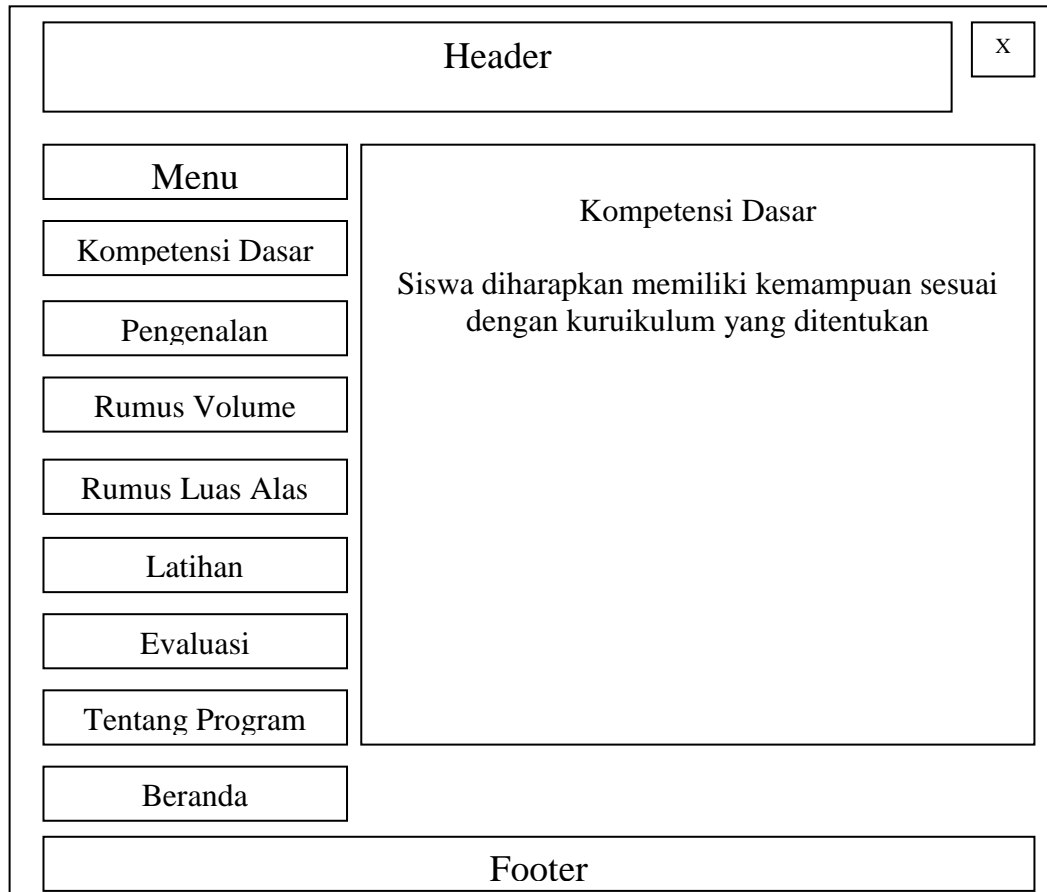 Header
X
Menu
Kompetensi Dasar
Pengenalan
Rumus Volume
Rumus Luas Alas
Latihan
Evaluasi
Tentang Program
Beranda
Kompetensi Dasar
Siswa diharapkan memiliki kemampuan sesuai
dengan kuruikulum yang ditentukan
Footer